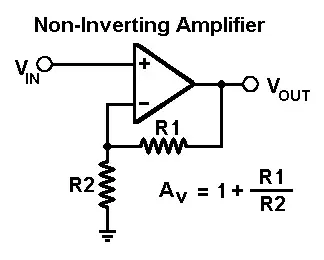 Non-Inverting Amplifier
VIN
+
−
VOUT
R1
R2
AV = 1 + R1/R2